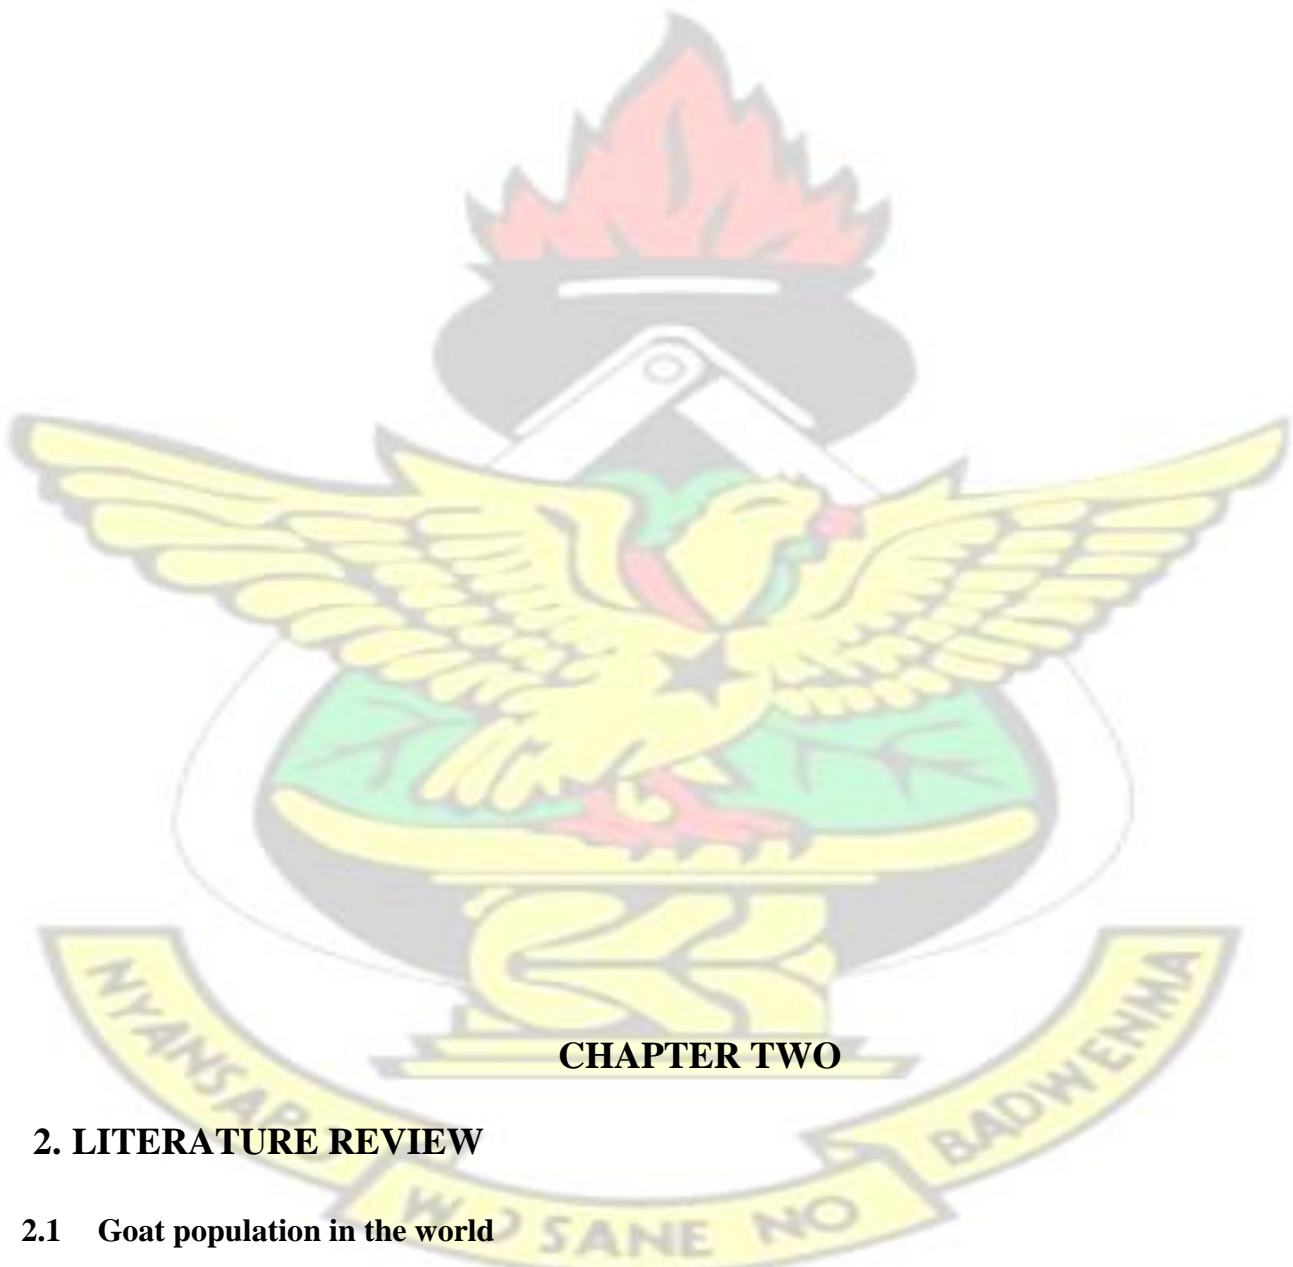 CHAPTER TWO
2. LITERATURE REVIEW
2.1 Goat population in the world
NYANSAPO WO SANE NO BADWENMA